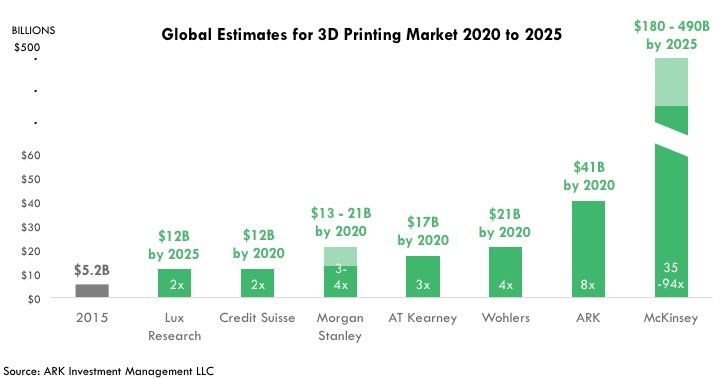 Global Estimates for 3D Printing Market 2020 to 2025
BILLIONS
$500
$60
$50
$40
$30
$20
$10
$0
$5.2B
$12B
by 2025
2x
$12B
by 2020
2x
$13 - 21B
by 2020
3-
4x
$17B
by 2020
3x
$21B
by 2020
4x
$41B
by 2020
8x
$180 - 490B
by 2025
35
-94x
2015
Lux
Research
Credit Suisse
Morgan
Stanley
AT Kearney
Wohlers
ARK
McKinsey
Source: ARK Investment Management LLC